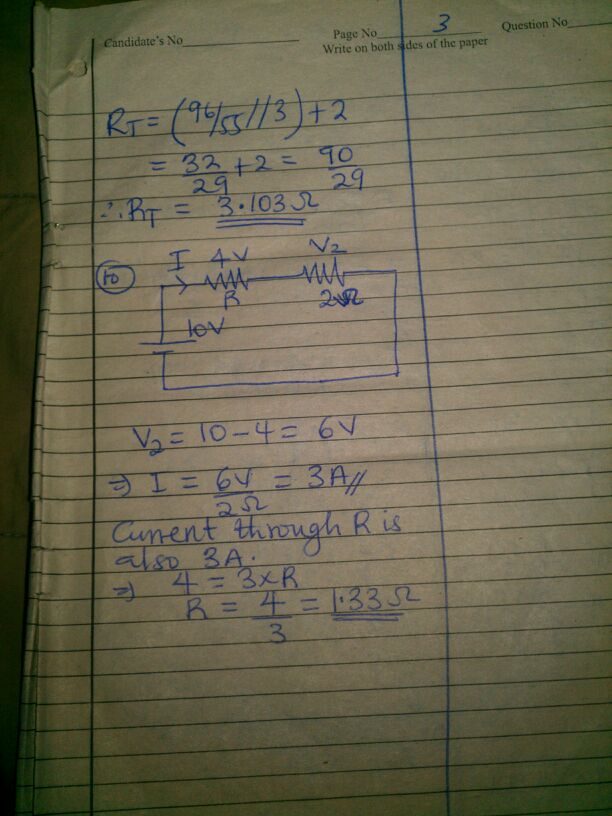 Candidate's No
Page No 3
Question No
Write on both sides of the paper
R_T = (96/55 // 3) + 2
= 32/29 + 2 = 90/29
∴ R_T = 3.103 Ω
10
I 4V V2
R 2Ω
10V
V2 = 10 - 4 = 6V
⇒ I = 6V/2Ω = 3A//
Current through R is
also 3A.
⇒ 4 = 3 x R
R = 4/3 = 1.33 Ω